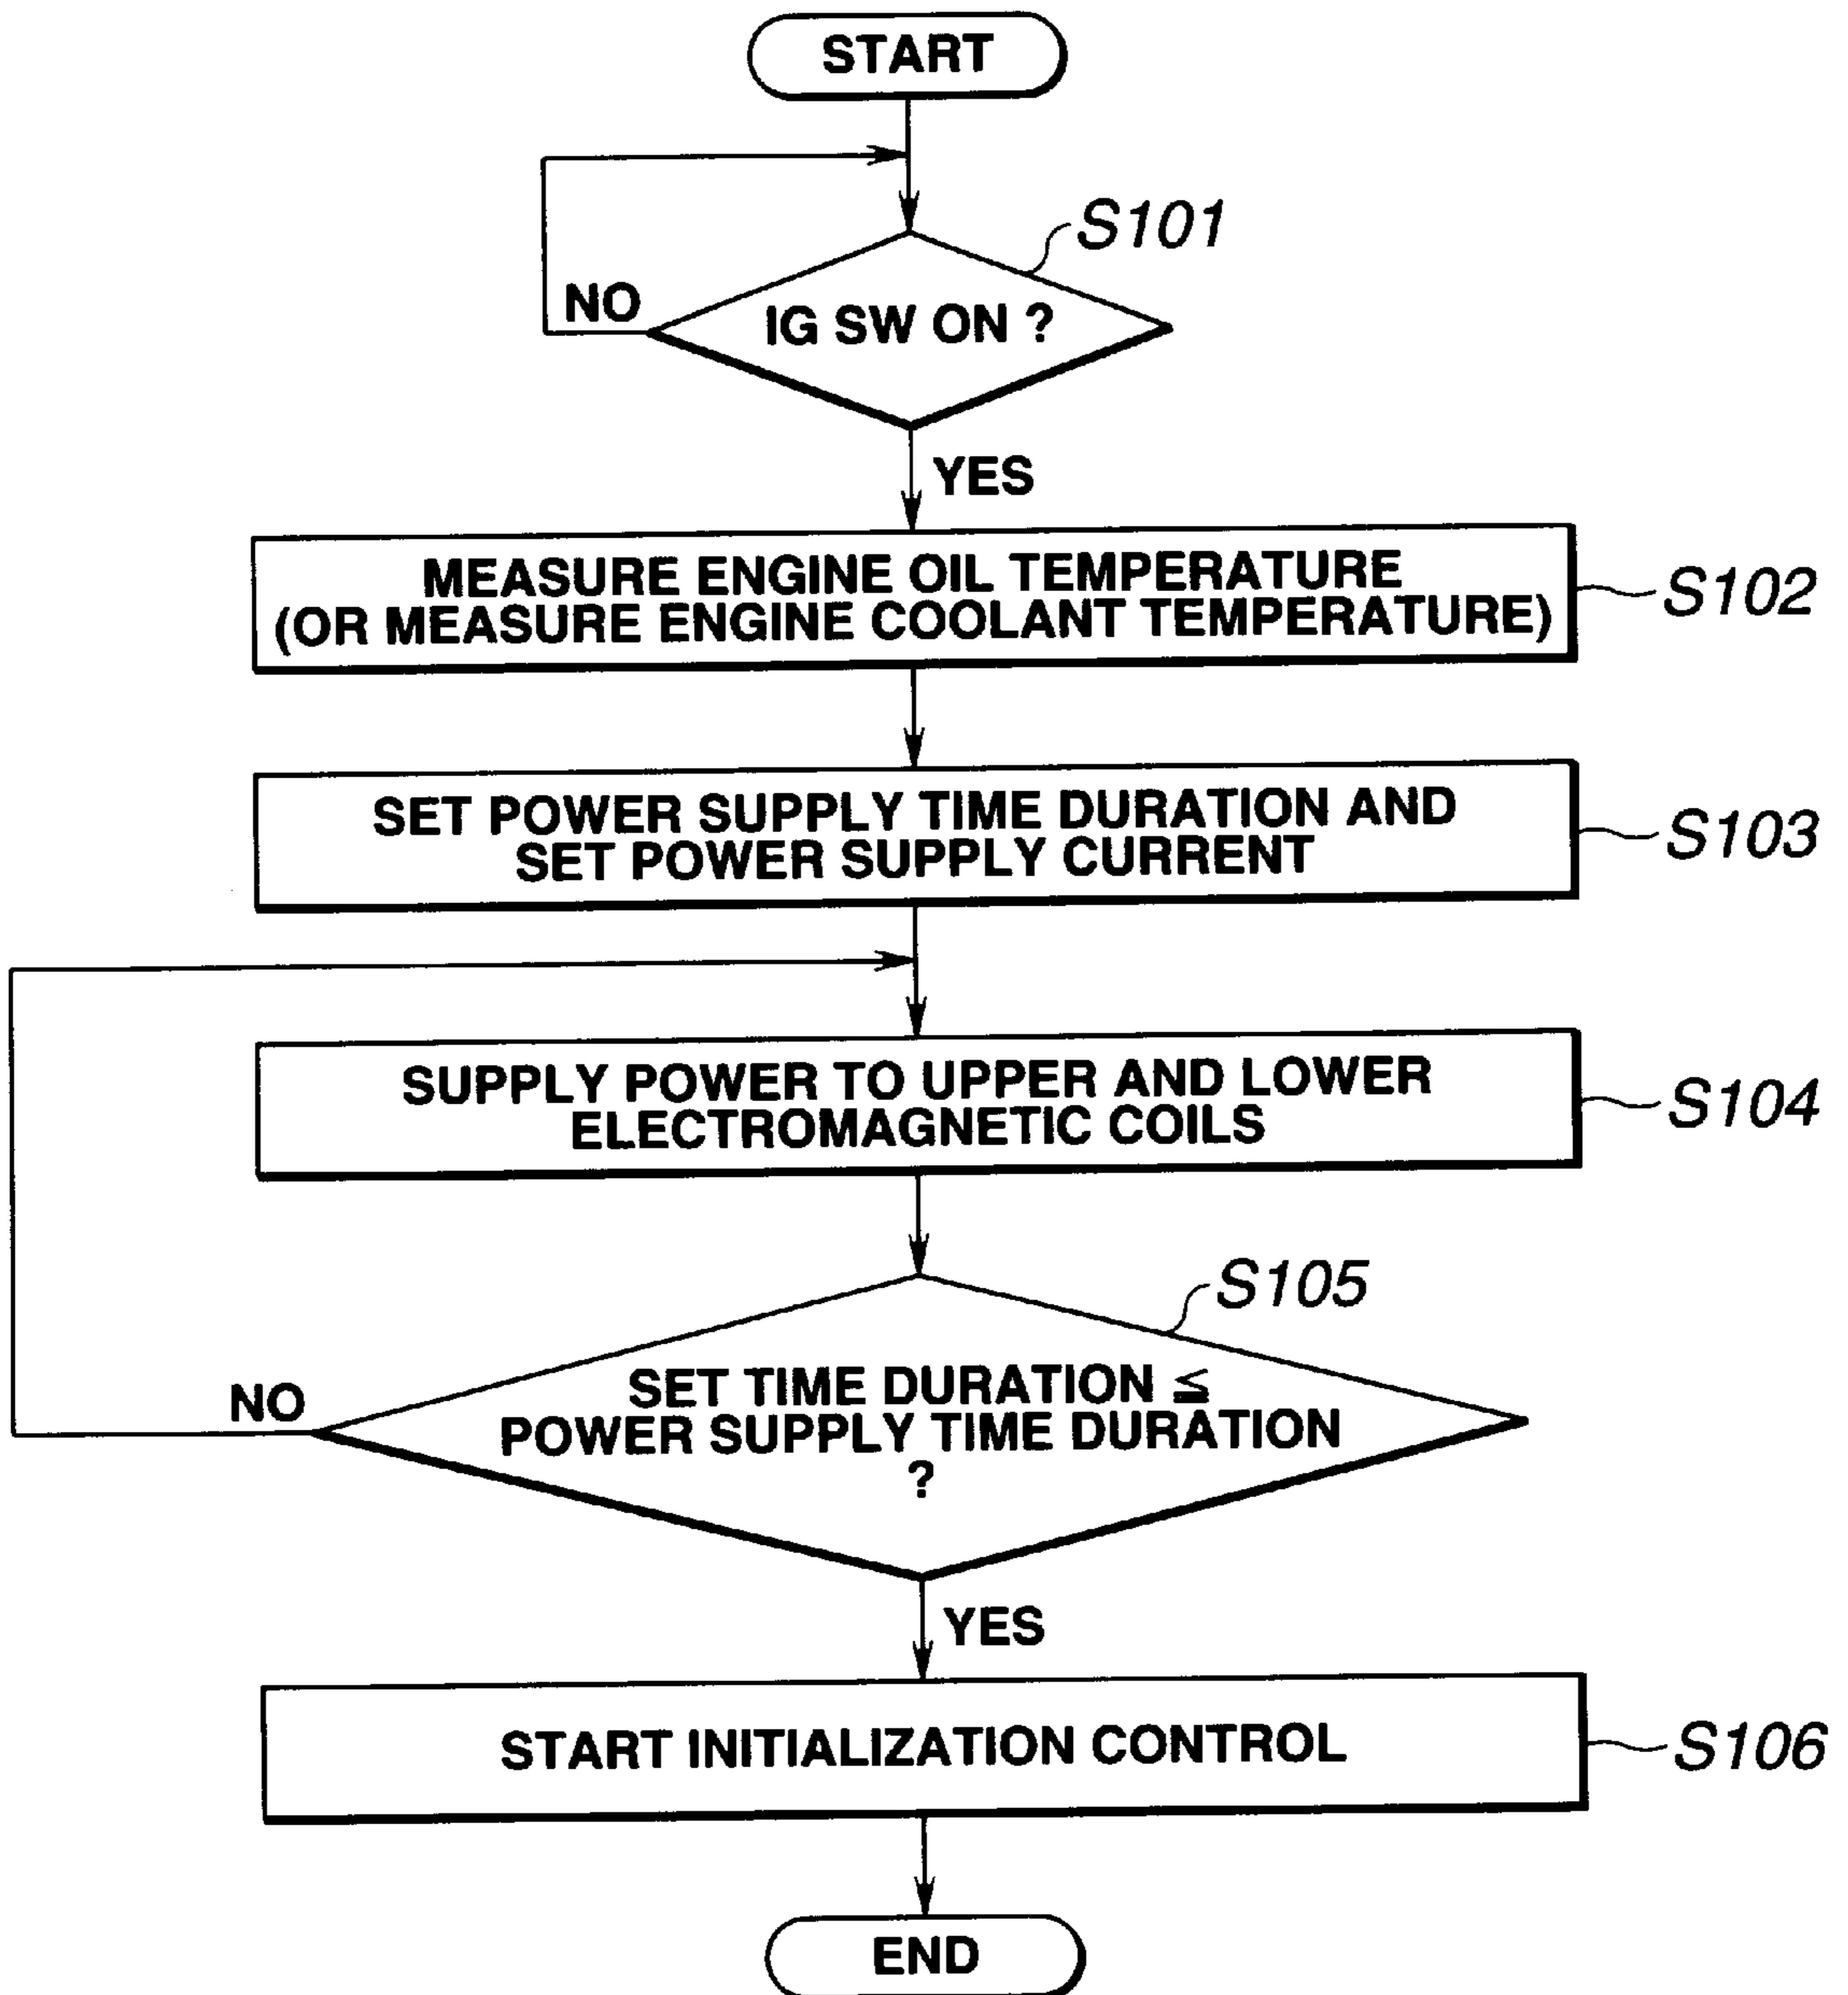 START
S101
NO
IG SW ON ?
YES
MEASURE ENGINE OIL TEMPERATURE
(OR MEASURE ENGINE COOLANT TEMPERATURE)
S102
SET POWER SUPPLY TIME DURATION AND
SET POWER SUPPLY CURRENT
S103
SUPPLY POWER TO UPPER AND LOWER
ELECTROMAGNETIC COILS
S104
S105
NO
SET TIME DURATION ≦
POWER SUPPLY TIME DURATION
?
YES
START INITIALIZATION CONTROL
S106
END